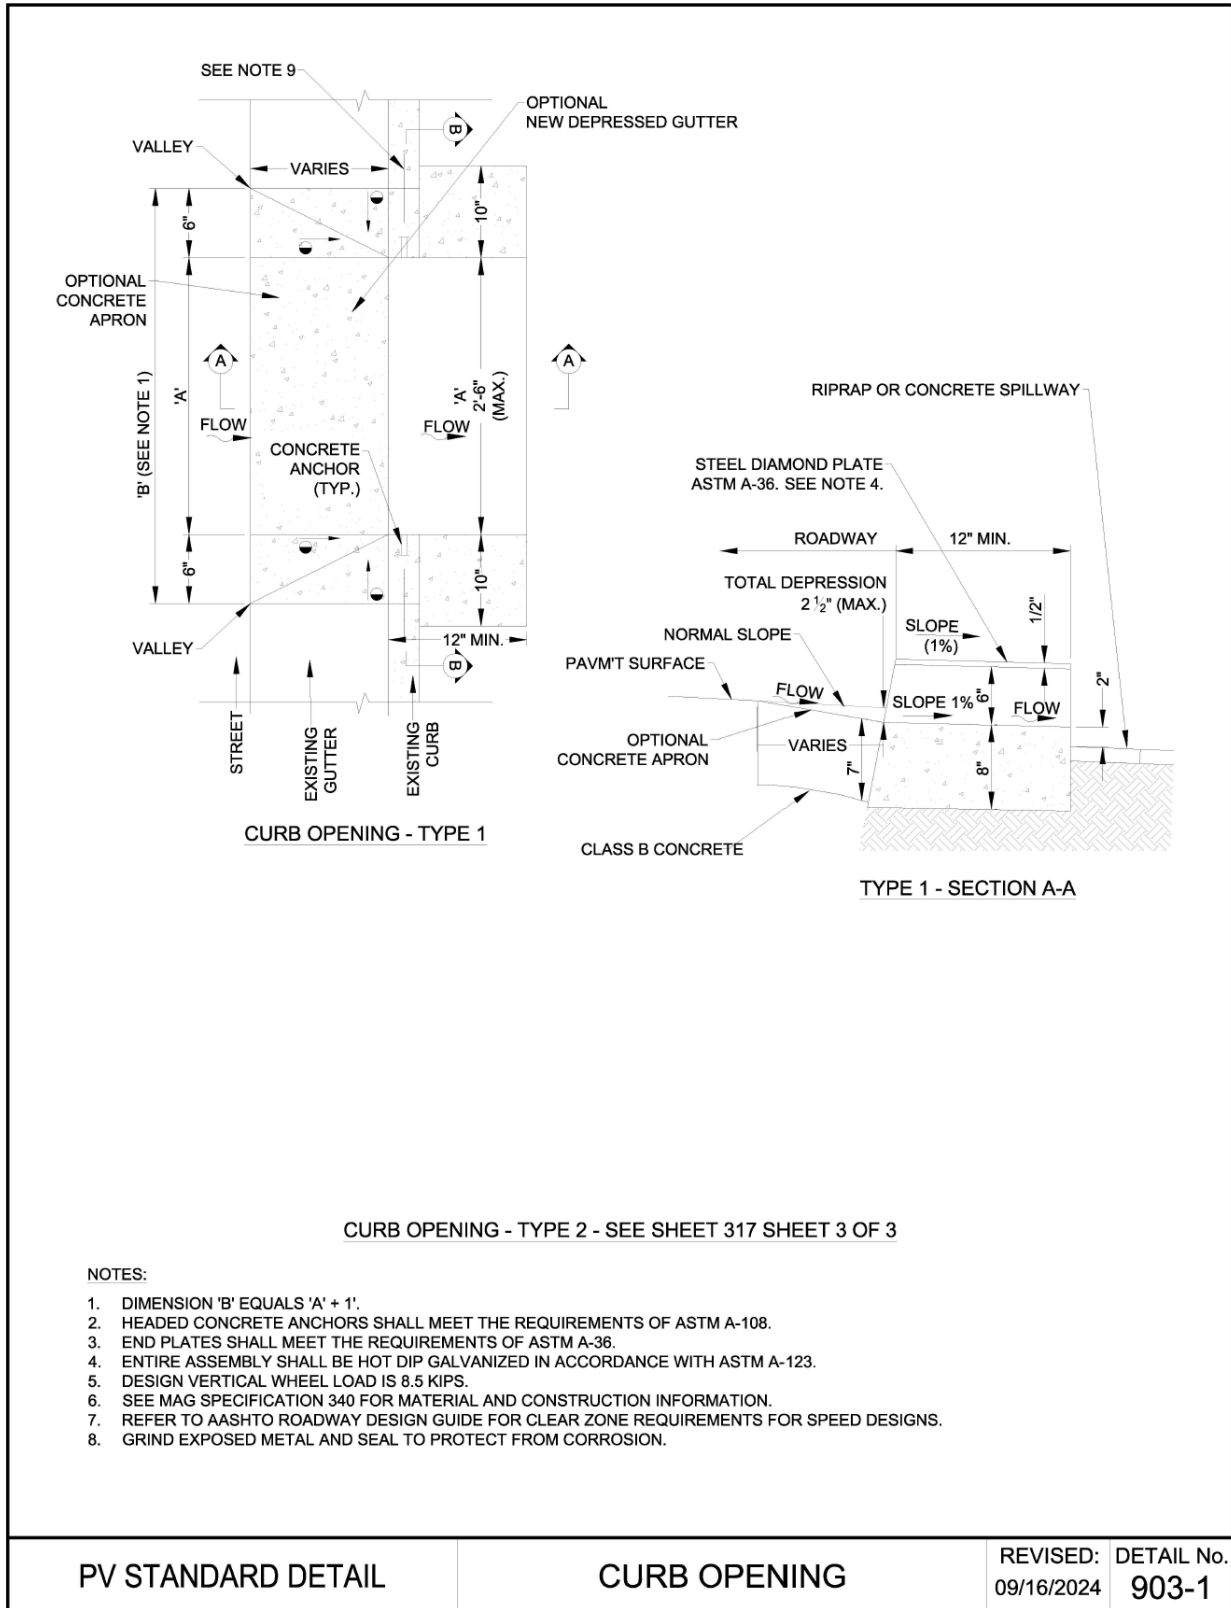 SEE NOTE 9
OPTIONAL
NEW DEPRESSED GUTTER
B
VALLEY
VARIES
6"
10"
OPTIONAL
CONCRETE
APRON
A
A
'B' (SEE NOTE 1)
'A'
'A'
2'-6"
(MAX.)
FLOW
FLOW
CONCRETE
ANCHOR
(TYP.)
6"
10"
12" MIN.
VALLEY
B
STREET
EXISTING
GUTTER
EXISTING
CURB
CURB OPENING - TYPE 1
RIPRAP OR CONCRETE SPILLWAY
STEEL DIAMOND PLATE
ASTM A-36. SEE NOTE 4.
ROADWAY
12" MIN.
TOTAL DEPRESSION
2 1/2" (MAX.)
1/2"
SLOPE
(1%)
NORMAL SLOPE
PAVM'T SURFACE
2"
FLOW
SLOPE 1%
6"
FLOW
OPTIONAL
CONCRETE APRON
VARIES
7"
8"
CLASS B CONCRETE
TYPE 1 - SECTION A-A
CURB OPENING - TYPE 2 - SEE SHEET 317 SHEET 3 OF 3
NOTES:
1. DIMENSION 'B' EQUALS 'A' + 1'.
2. HEADED CONCRETE ANCHORS SHALL MEET THE REQUIREMENTS OF ASTM A-108.
3. END PLATES SHALL MEET THE REQUIREMENTS OF ASTM A-36.
4. ENTIRE ASSEMBLY SHALL BE HOT DIP GALVANIZED IN ACCORDANCE WITH ASTM A-123.
5. DESIGN VERTICAL WHEEL LOAD IS 8.5 KIPS.
6. SEE MAG SPECIFICATION 340 FOR MATERIAL AND CONSTRUCTION INFORMATION.
7. REFER TO AASHTO ROADWAY DESIGN GUIDE FOR CLEAR ZONE REQUIREMENTS FOR SPEED DESIGNS.
8. GRIND EXPOSED METAL AND SEAL TO PROTECT FROM CORROSION.
PV STANDARD DETAIL
CURB OPENING
REVISED:
09/16/2024
DETAIL No.
903-1